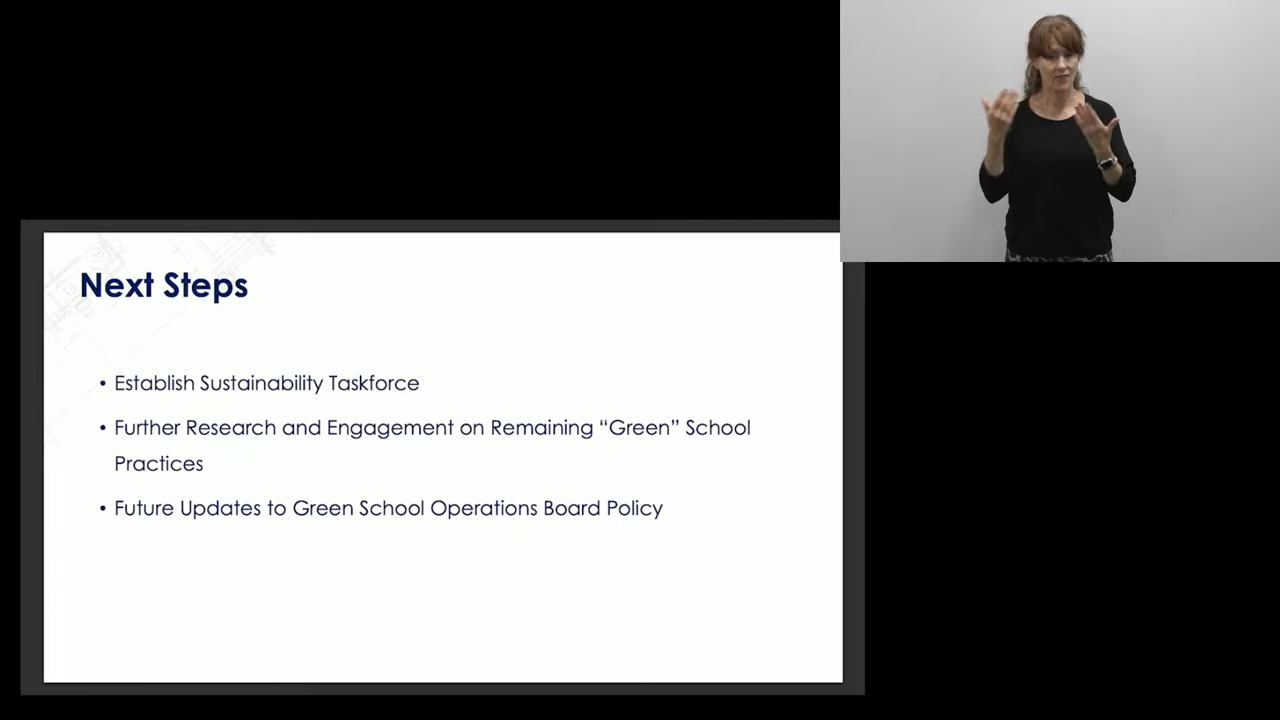 Next Steps
• Establish Sustainability Taskforce
• Further Research and Engagement on Remaining “Green” School
Practices
• Future Updates to Green School Operations Board Policy